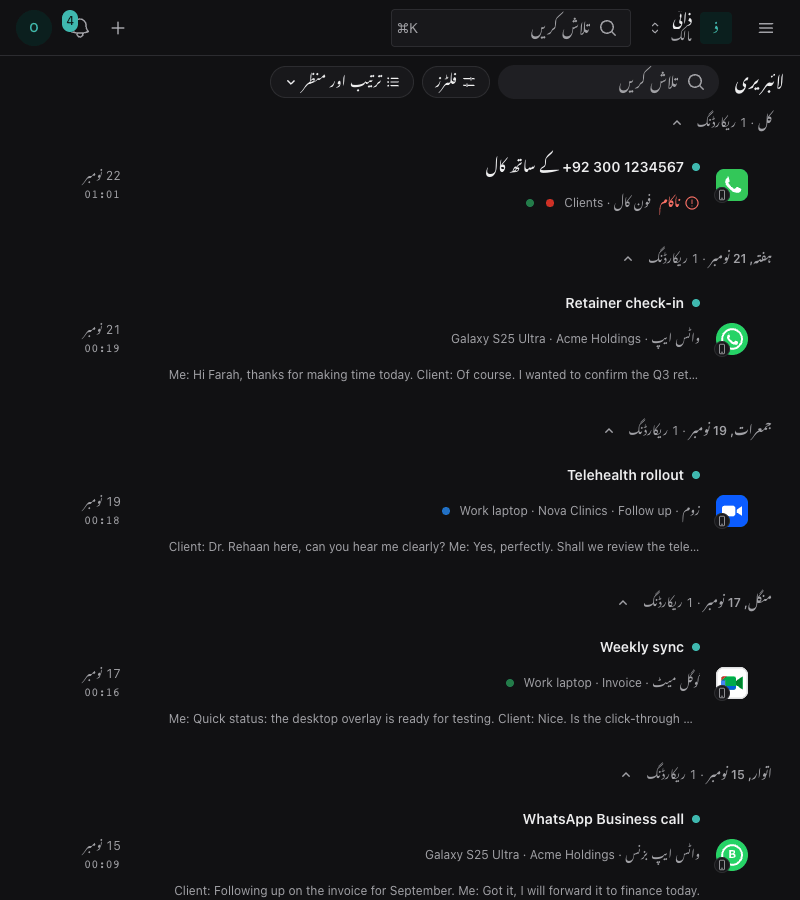 ذ
ذاتی
مالک
تلاش کریں
⌘K
4
O
لائبریری
تلاش کریں
فلٹرز
ترتیب اور منظر
کل · 1 ریکارڈنگ
+92 300 1234567 کے ساتھ کال
ناکام فون کال · Clients
22 نومبر
01:01
ہفتہ, 21 نومبر · 1 ریکارڈنگ
Retainer check-in
واٹس ایپ · Galaxy S25 Ultra · Acme Holdings
Me: Hi Farah, thanks for making time today. Client: Of course. I wanted to confirm the Q3 ret...
21 نومبر
00:19
جمعرات, 19 نومبر · 1 ریکارڈنگ
Telehealth rollout
زوم · Work laptop · Nova Clinics · Follow up
Client: Dr. Rehaan here, can you hear me clearly? Me: Yes, perfectly. Shall we review the tele...
19 نومبر
00:18
منگل, 17 نومبر · 1 ریکارڈنگ
Weekly sync
گوگل میٹ · Work laptop · Invoice
Me: Quick status: the desktop overlay is ready for testing. Client: Nice. Is the click-through ...
17 نومبر
00:16
اتوار, 15 نومبر · 1 ریکارڈنگ
WhatsApp Business call
B
واٹس ایپ بزنس · Galaxy S25 Ultra · Acme Holdings
Client: Following up on the invoice for September. Me: Got it, I will forward it to finance today.
15 نومبر
00:09